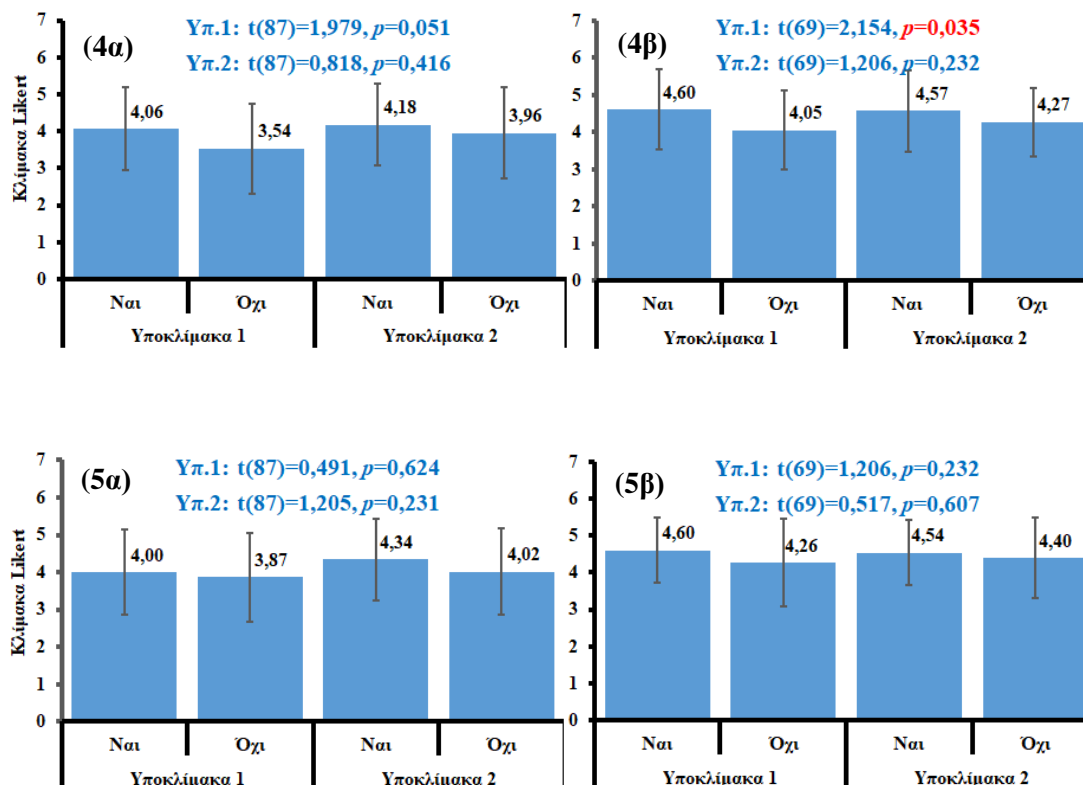 (4α)
Υπ.1: t(87)=1,979, p=0,051
Υπ.2: t(87)=0,818, p=0,416
Κλίμακα Likert
7
6
5
4
3
2
1
0
4,06
3,54
4,18
3,96
Ναι Όχι Ναι Όχι
Υποκλίμακα 1 Υποκλίμακα 2
(4β)
Υπ.1: t(69)=2,154, p=0,035
Υπ.2: t(69)=1,206, p=0,232
7
6
5
4
3
2
1
0
4,60
4,05
4,57
4,27
Ναι Όχι Ναι Όχι
Υποκλίμακα 1 Υποκλίμακα 2
(5α)
Υπ.1: t(87)=0,491, p=0,624
Υπ.2: t(87)=1,205, p=0,231
Κλίμακα Likert
7
6
5
4
3
2
1
0
4,00
3,87
4,34
4,02
Ναι Όχι Ναι Όχι
Υποκλίμακα 1 Υποκλίμακα 2
(5β)
Υπ.1: t(69)=1,206, p=0,232
Υπ.2: t(69)=0,517, p=0,607
7
6
5
4
3
2
1
0
4,60
4,26
4,54
4,40
Ναι Όχι Ναι Όχι
Υποκλίμακα 1 Υποκλίμακα 2